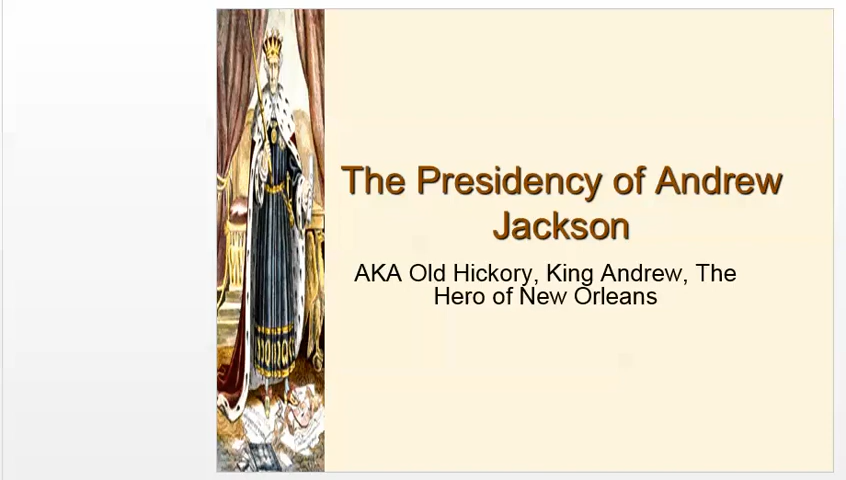 The Presidency of Andrew
Jackson
AKA Old Hickory, King Andrew, The
Hero of New Orleans